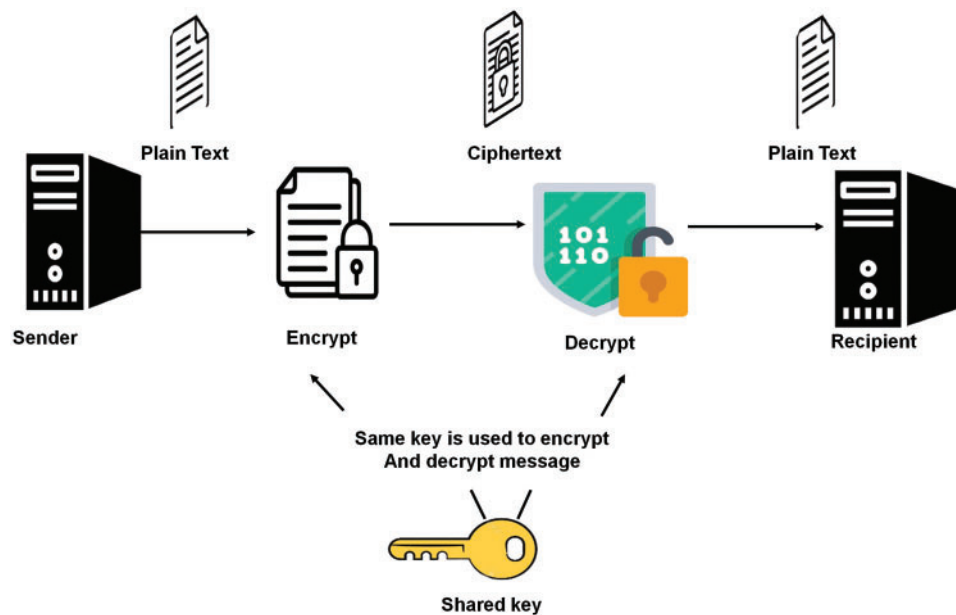 Plain Text
Ciphertext
Plain Text
101
110
Sender
Encrypt
Decrypt
Recipient
Same key is used to encrypt
And decrypt message
Shared key